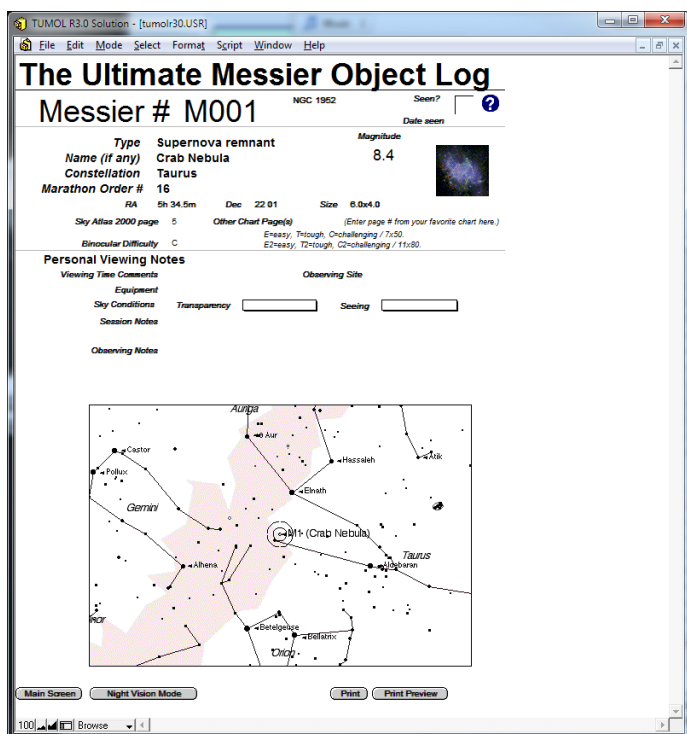 TUMOL R3.0 Solution - [tumolr30.USR]
File Edit Mode Select Format Script Window Help
The Ultimate Messier Object Log
Messier # M001 NGC 1952 Seen? ?
Date seen
Type Supernova remnant Magnitude
Name (if any) Crab Nebula 8.4
Constellation Taurus
Marathon Order # 16
RA 5h 34.5m Dec 22 01 Size 6.0x4.0
Sky Atlas 2000 page 5 Other Chart Page(s) (Enter page # from your favorite chart here.)
Binocular Difficulty C E=easy, T=tough, C=challenging / 7x50.
E2=easy, T2=tough, C2=challenging / 11x80.
Personal Viewing Notes
Viewing Time Comments Observing Site
Equipment
Sky Conditions Transparency Seeing
Session Notes
Observing Notes
Auriga
Aur
Castor
Hassaleh
Atik
Pollux
Elnath
Gemini
M1 (Crab Nebula)
Taurus
Alhena
Aldebaran
Betelgeuse
Bellatrix
Orion
Main Screen Night Vision Mode Print Print Preview
100 Browse